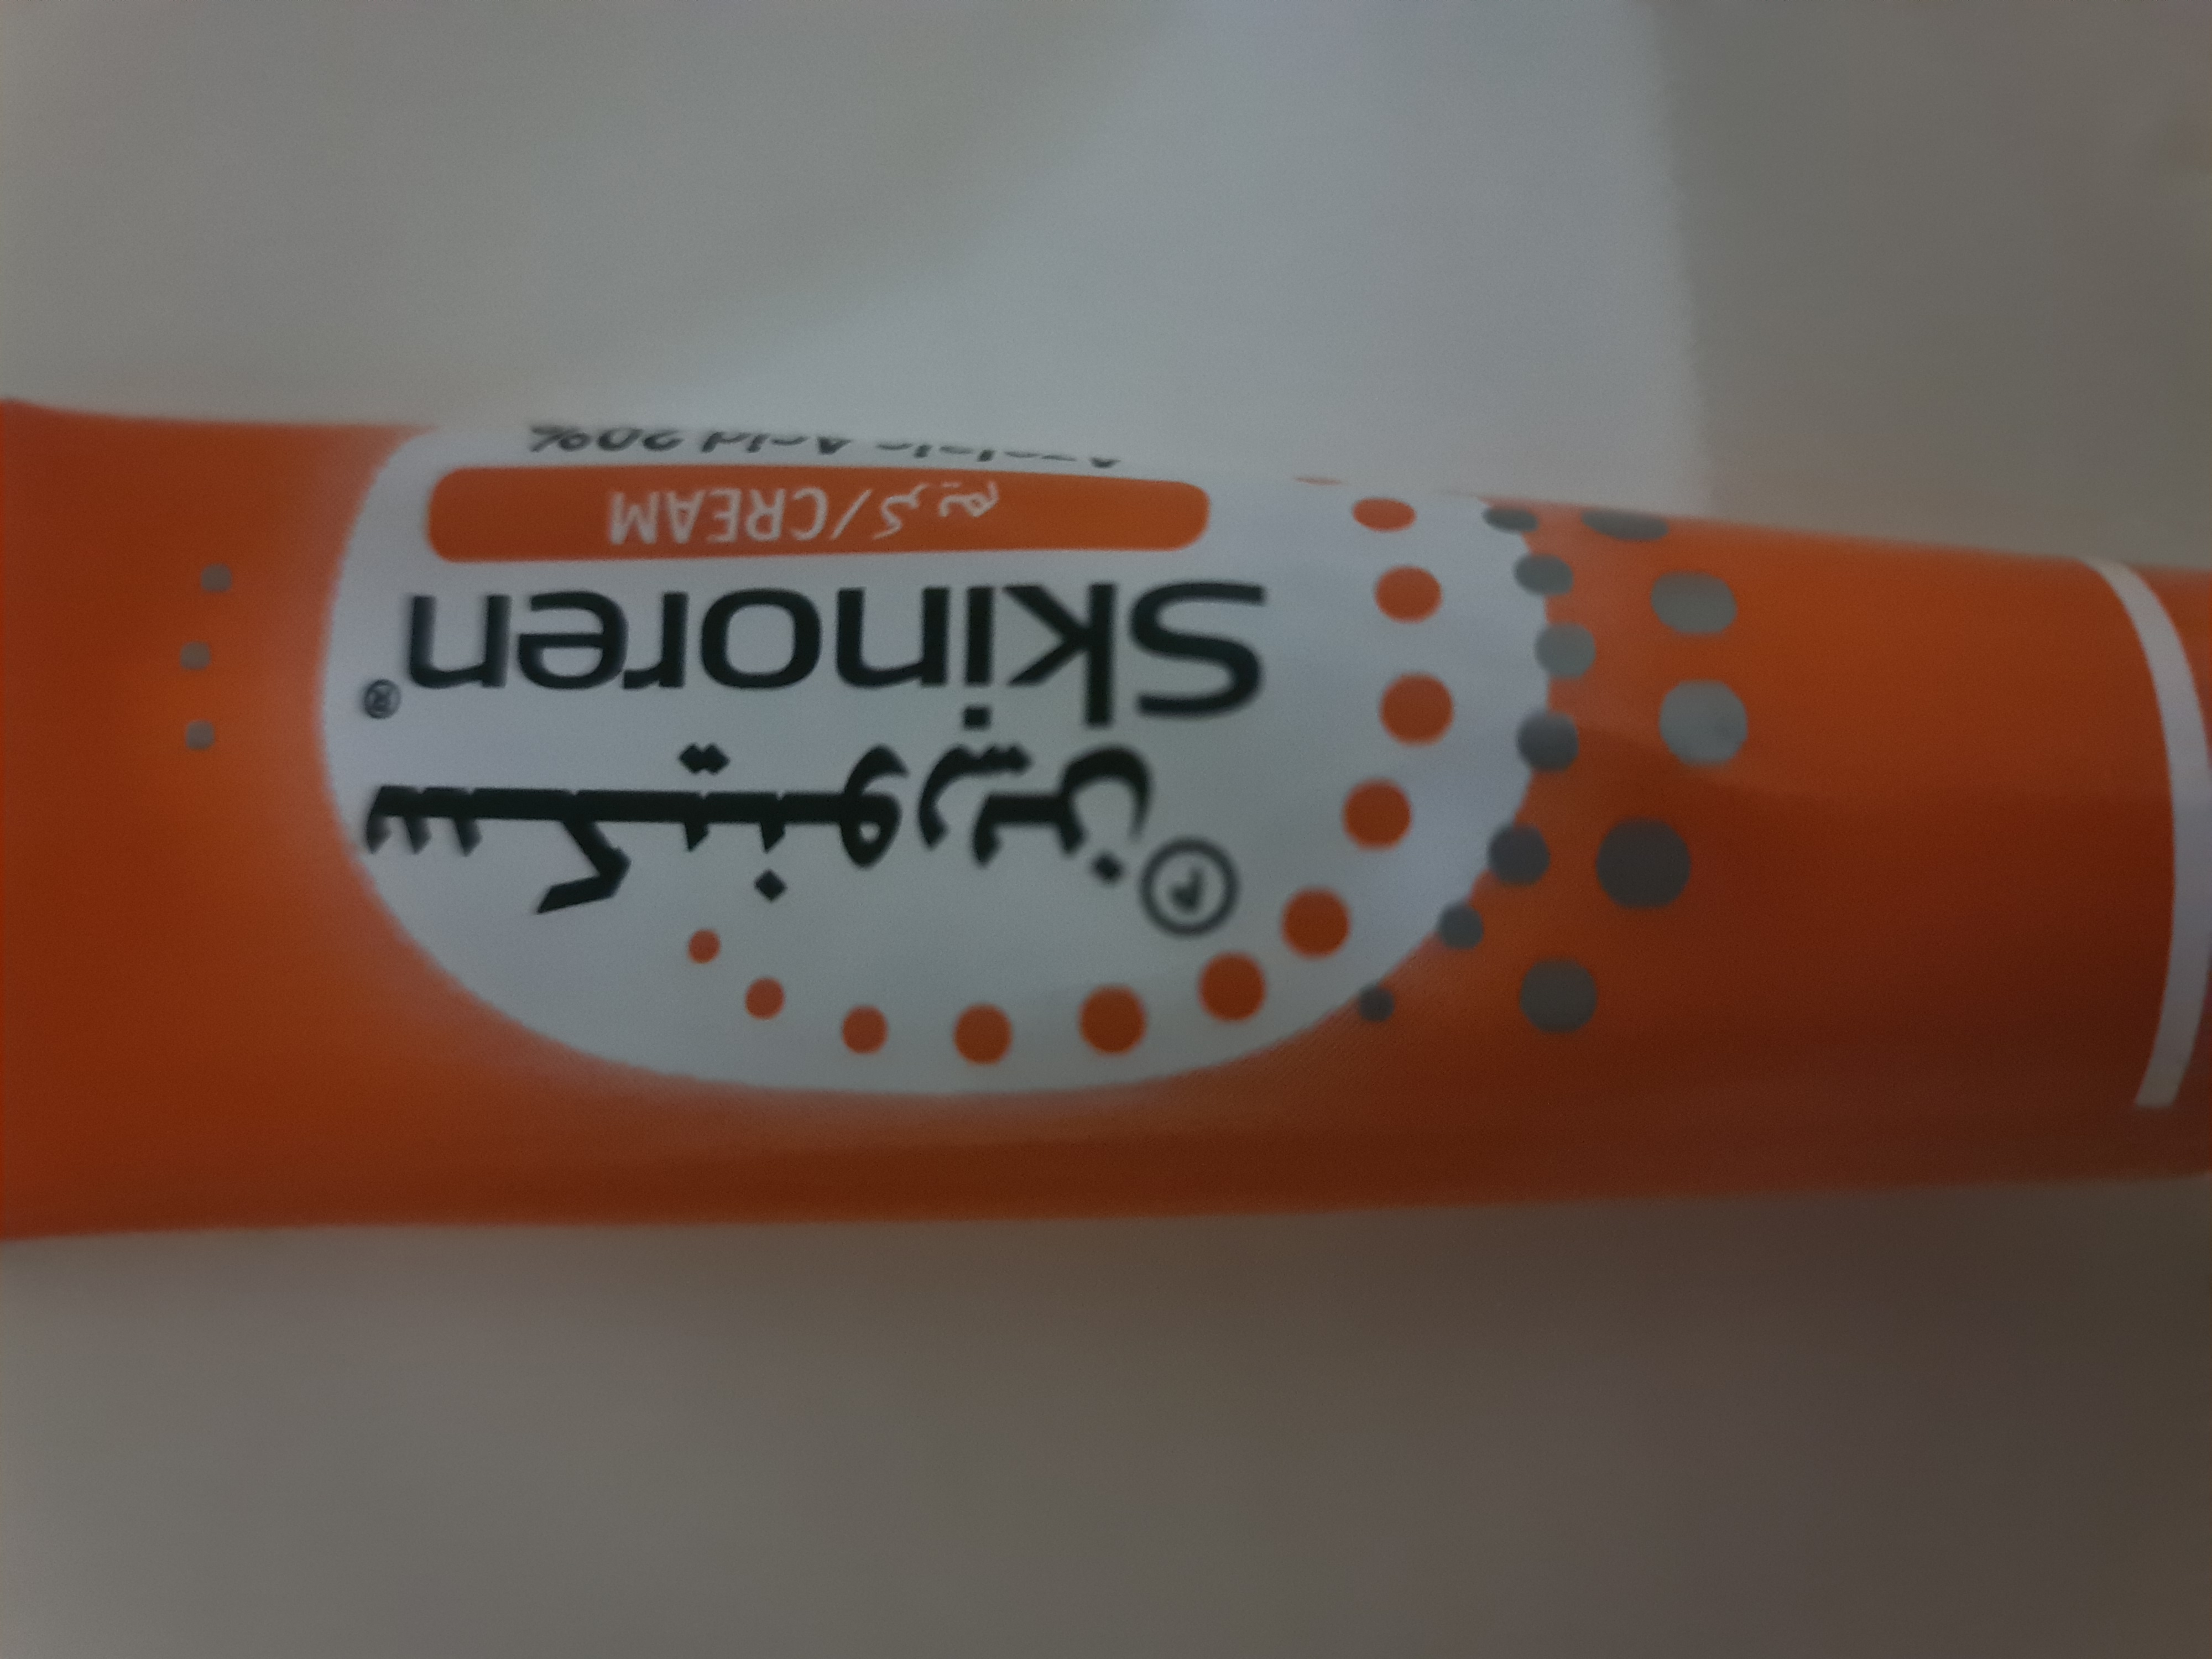 سكينورين
Skinoren®
كريم/CREAM
Azelaic Acid 20%